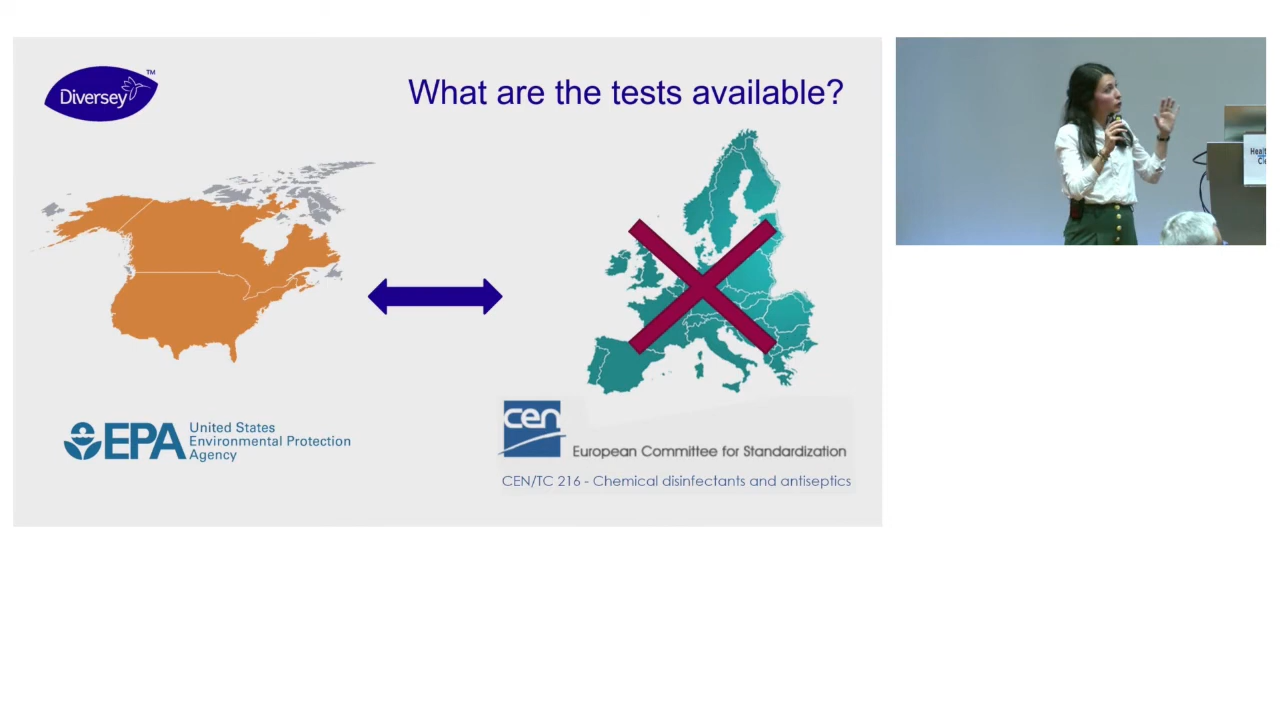 Diversey
TM
What are the tests available?
EPA
United States
Environmental Protection
Agency
cen
European Committee for Standardization
CEN/TC 216 - Chemical disinfectants and antiseptics